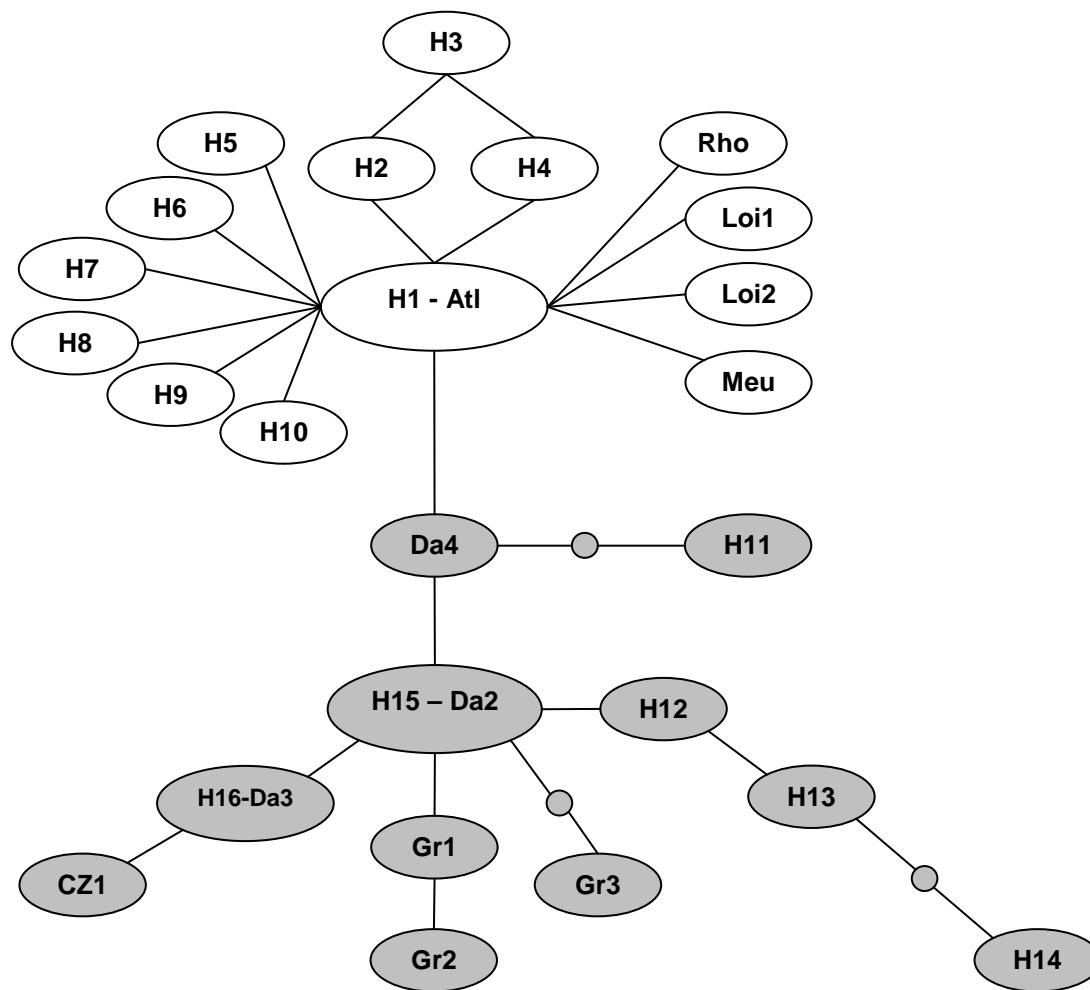 H3
H5
H2
H4
Rho
H6
Loi1
H7
H1 - Atl
Loi2
H8
H9
Meu
H10
Da4
H11
H15 – Da2
H12
H16-Da3
H13
Gr1
CZ1
Gr3
Gr2
H14